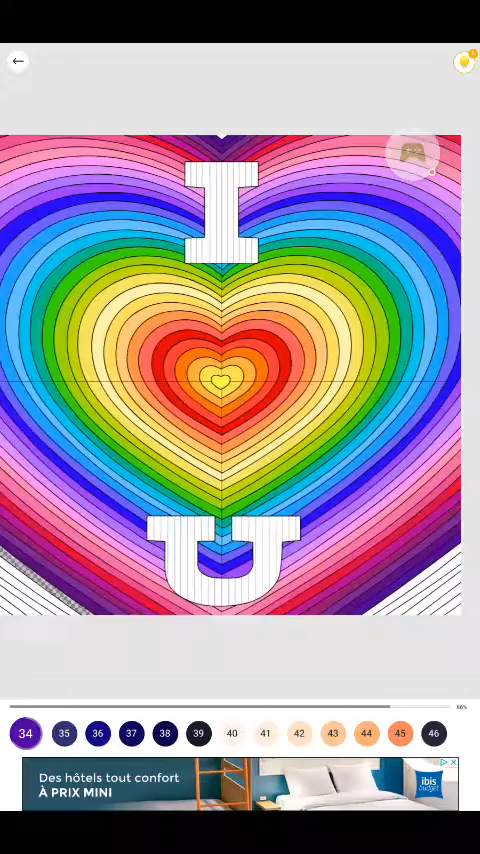 I
U
86%
34 35 36 37 38 39 40 41 42 43 44 45 46
Des hôtels tout confort
À PRIX MINI
ibis
budget